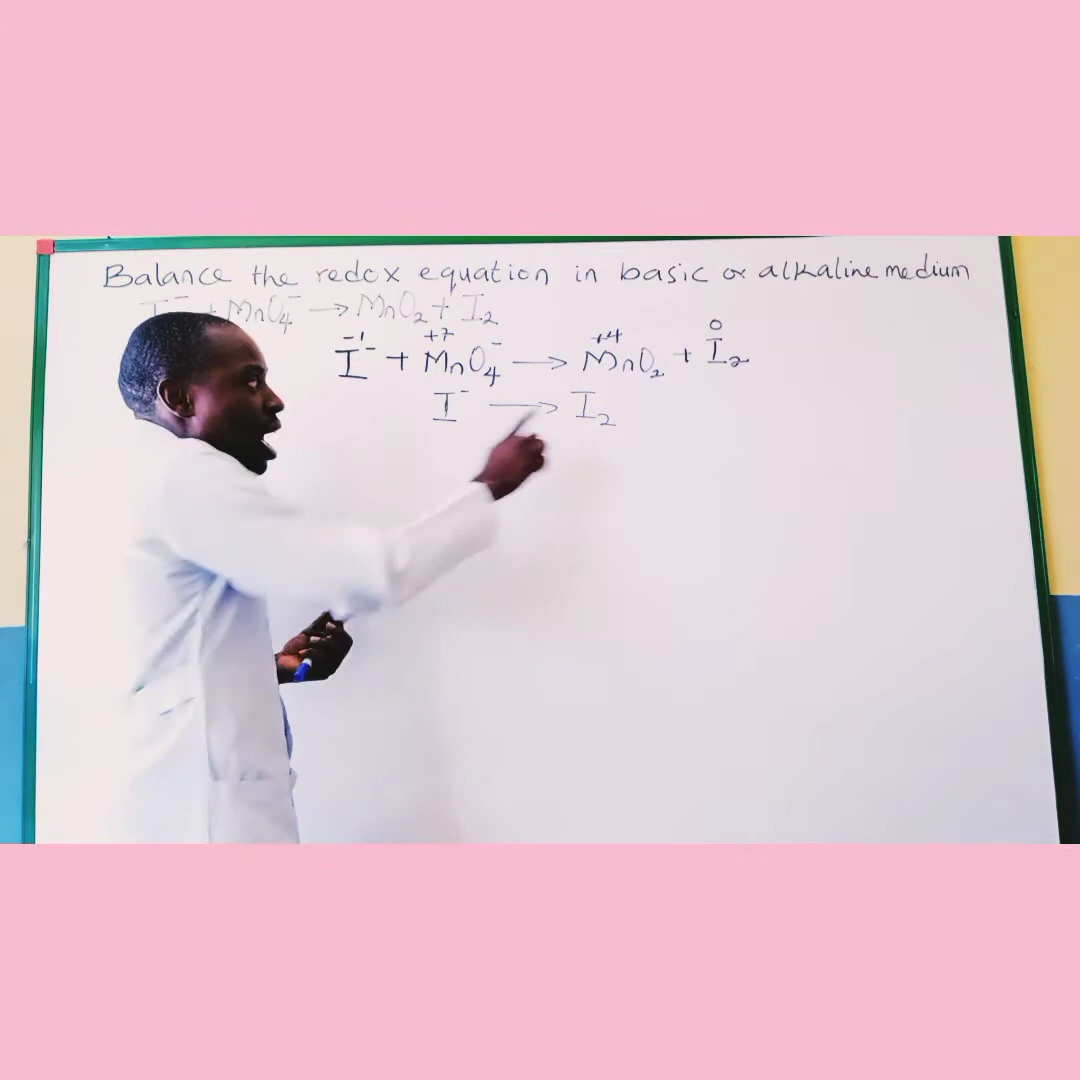 Balance the redox equation in basic or alkaline medium
I⁻ + MnO₄⁻ → MnO₂ + I₂
-1 +7 +4 0
I⁻ + MnO₄⁻ → MnO₂ + I₂
I⁻ → I₂